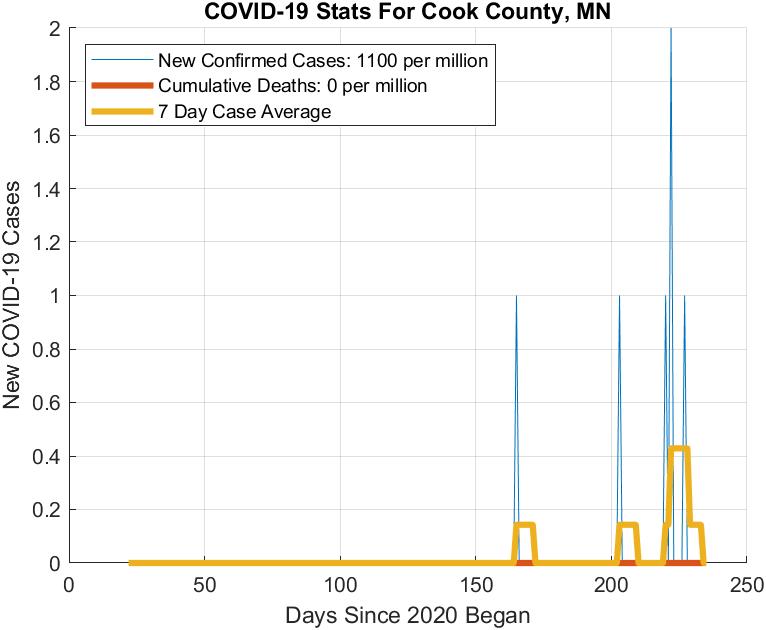 COVID-19 Stats For Cook County, MN
New Confirmed Cases: 1100 per million
Cumulative Deaths: 0 per million
7 Day Case Average
New COVID-19 Cases
2
1.8
1.6
1.4
1.2
1
0.8
0.6
0.4
0.2
0
0 50 100 150 200 250
Days Since 2020 Began